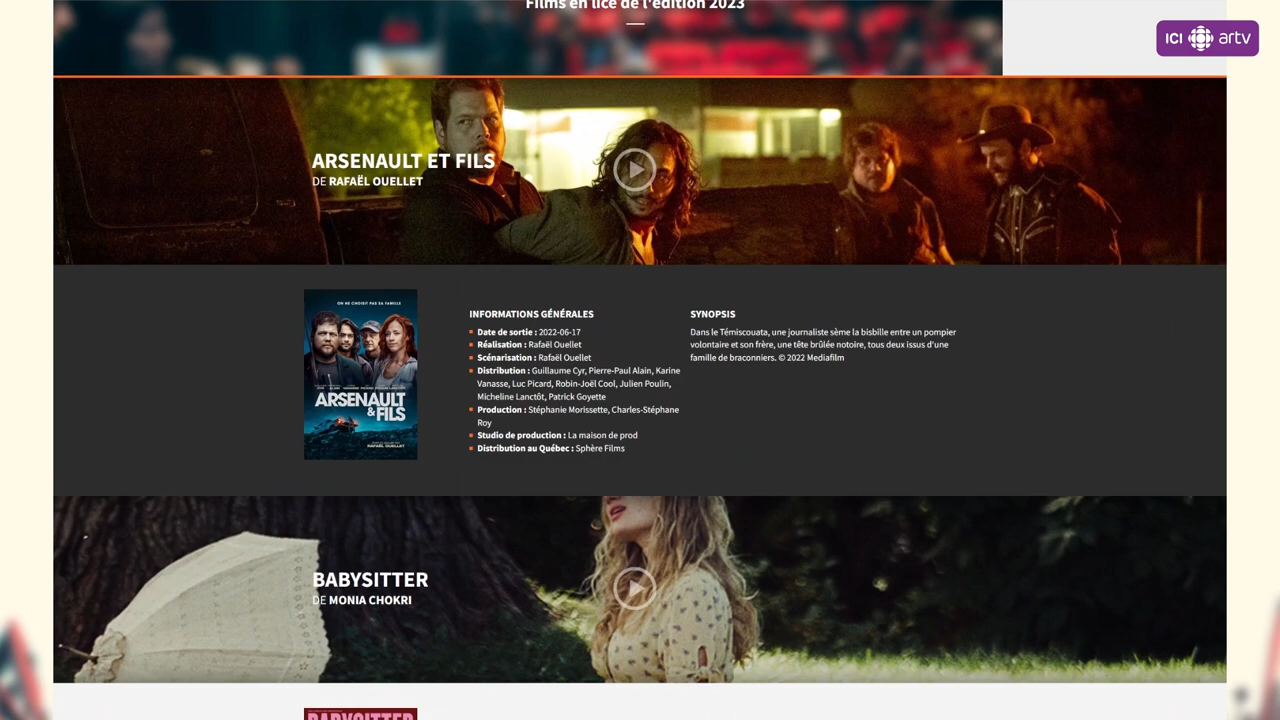 Films en lice de l'édition 2023
ICI artv
ARSENAULT ET FILS
DE RAFAËL OUELLET
ON NE CHOISIT PAS SA FAMILLE
ARSENAULT
& FILS
RAFAËL OUELLET
INFORMATIONS GÉNÉRALES
Date de sortie : 2022-06-17
Réalisation : Rafaël Ouellet
Scénarisation : Rafaël Ouellet
Distribution : Guillaume Cyr, Pierre-Paul Alain, Karine
Vanasse, Luc Picard, Robin-Joël Cool, Julien Poulin,
Micheline Lanctôt, Patrick Goyette
Production : Stéphanie Morissette, Charles-Stéphane
Roy
Studio de production : La maison de prod
Distribution au Québec : Sphère Films
SYNOPSIS
Dans le Témiscouata, une journaliste sème la bisbille entre un pompier
volontaire et son frère, une tête brûlée notoire, tous deux issus d'une
famille de braconniers. © 2022 Mediafilm
BABYSITTER
DE MONIA CHOKRI
BABYSITTER